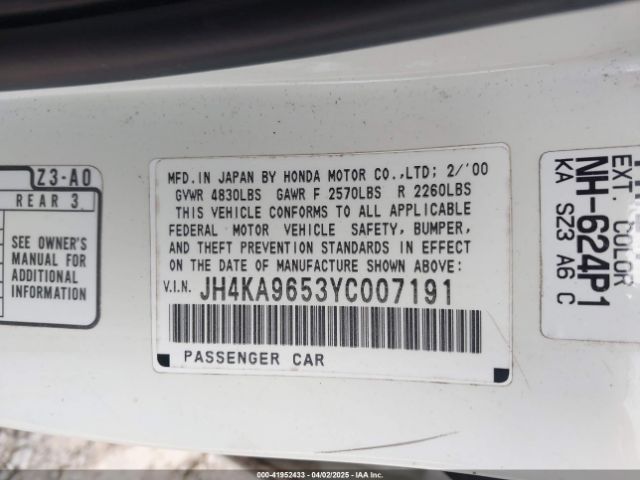 Z3-A0
REAR 3
SEE OWNER'S
MANUAL FOR
ADDITIONAL
INFORMATION
MFD.IN JAPAN BY HONDA MOTOR CO.,LTD; 2/'00
GVWR 4830LBS GAWR F 2570LBS R 2260LBS
THIS VEHICLE CONFORMS TO ALL APPLICABLE
FEDERAL MOTOR VEHICLE SAFETY, BUMPER,
AND THEFT PREVENTION STANDARDS IN EFFECT
ON THE DATE OF MANUFACTURE SHOWN ABOVE:
V.I.N. JH4KA9653YC007191
PASSENGER CAR
EXT. COLOR
NH-624P1
KA SZ3 A6 C
©-41952433 - 04/02/2025 - © IAA Holdings, LLC